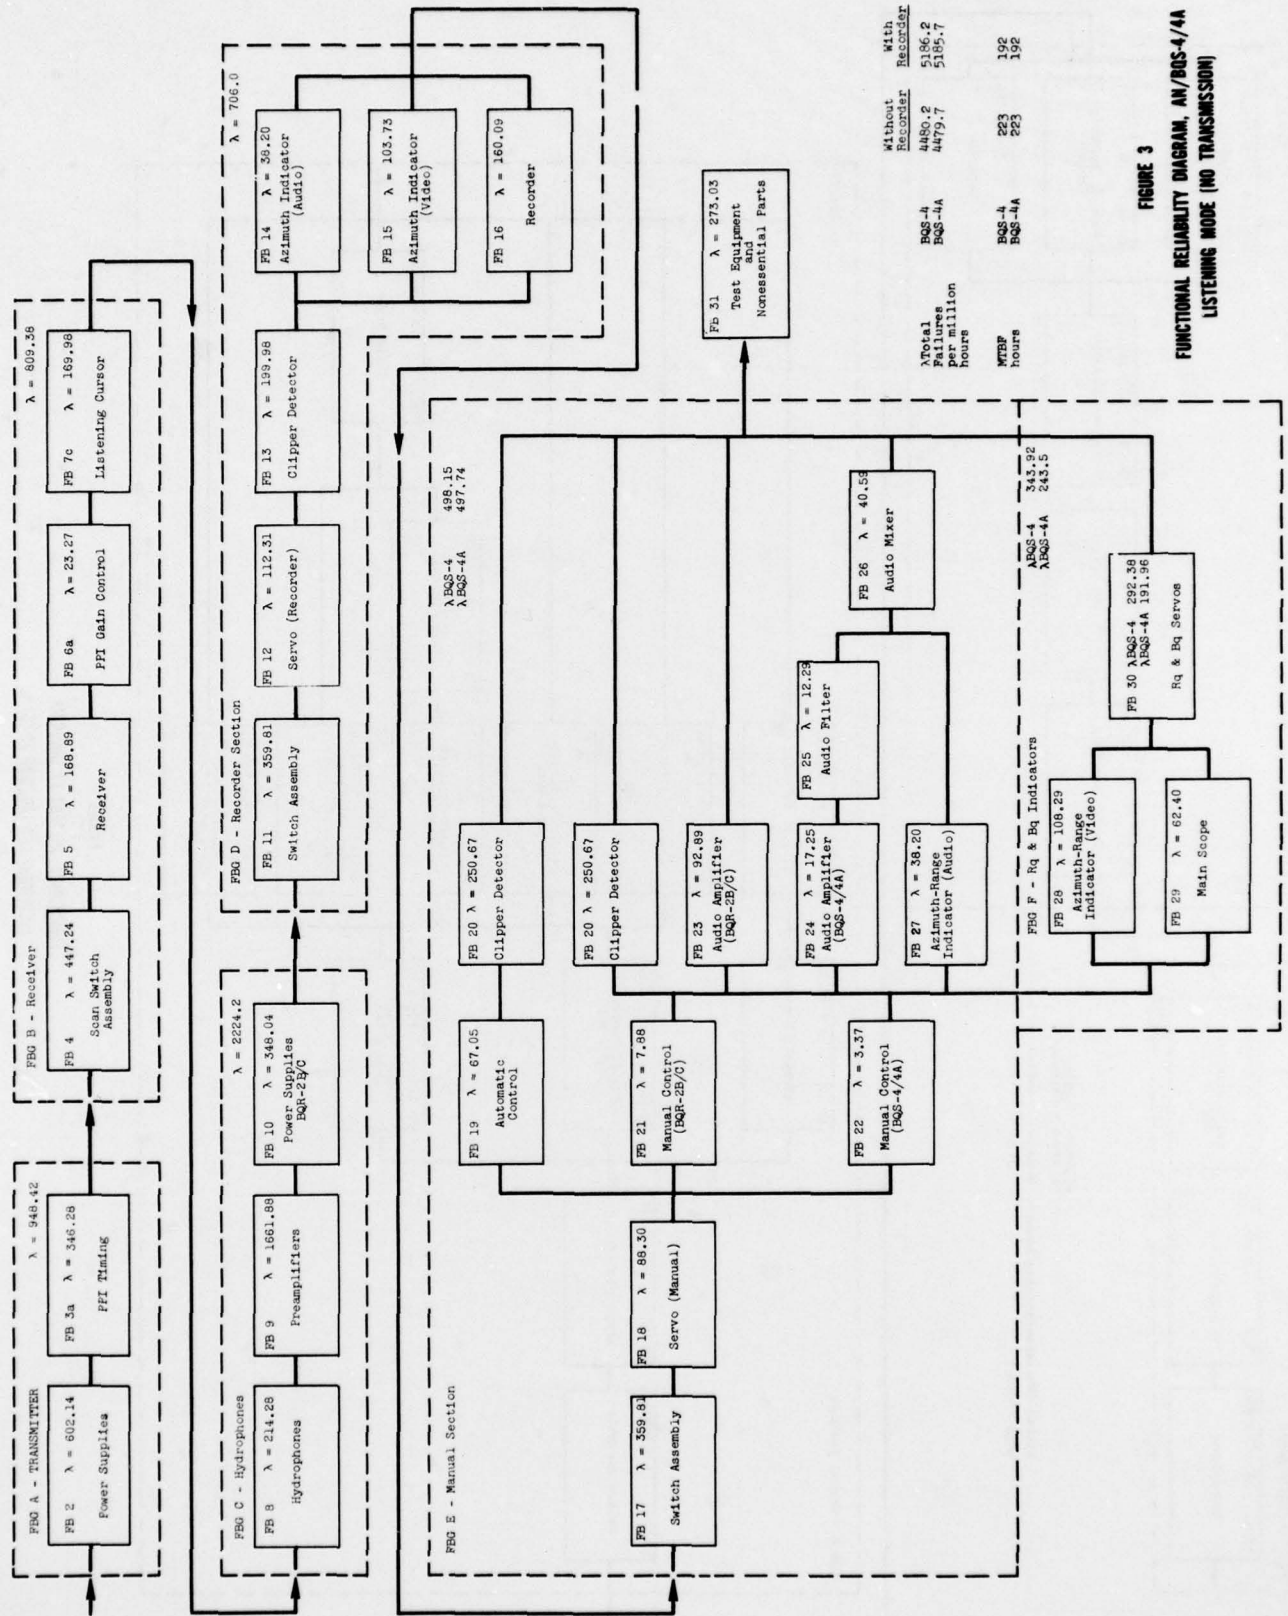 FBG A - TRANSMITTER
λ = 948.42
FB 2 λ = 602.14
Power Supplies
FB 3a λ = 346.28
PPI Timing
FBG B - Receiver
λ = 809.38
FB 4 λ = 447.24
Scan Switch
Assembly
FB 5 λ = 168.89
Receiver
FB 6a λ = 23.27
PPI Gain Control
FB 7c λ = 169.98
Listening Cursor
FBG C - Hydrophones
λ = 2224.2
FB 8 λ = 214.28
Hydrophones
FB 9 λ = 1661.88
Preamplifiers
FB 10 λ = 348.04
Power Supplies
BQR-2B/C
FBG D - Recorder Section
λ = 706.0
FB 11 λ = 359.81
Switch Assembly
FB 12 λ = 112.31
Servo (Recorder)
FB 13 λ = 199.98
Clipper Detector
FB 14 λ = 38.20
Azimuth Indicator
(Audio)
FB 15 λ = 103.73
Azimuth Indicator
(Video)
FB 16 λ = 160.09
Recorder
FBG E - Manual Section
λ BQS-4 498.15
λ BQS-4A 497.74
FB 17 λ = 359.81
Switch Assembly
FB 18 λ = 88.30
Servo (Manual)
FB 19 λ = 67.05
Automatic
Control
FB 20 λ = 250.67
Clipper Detector
FB 21 λ = 7.88
Manual Control
(BQR-2B/C)
FB 20 λ = 250.67
Clipper Detector
FB 23 λ = 92.89
Audio Amplifier
(BQR-2B/C)
FB 22 λ = 3.37
Manual Control
(BQS-4/4A)
FB 24 λ = 17.25
Audio Amplifier
(BQS-4/4A)
FB 25 λ = 12.29
Audio Filter
FB 26 λ = 40.59
Audio Mixer
FB 27 λ = 38.20
Azimuth-Range
Indicator (Audio)
FBG F - Rq & Bq Indicators
λBQS-4 343.92
λBQS-4A 243.5
FB 28 λ = 108.29
Azimuth-Range
Indicator (Video)
FB 29 λ = 62.40
Main Scope
FB 30 λBQS-4 292.38
λBQS-4A 191.96
Rq & Bq Servos
FB 31 λ = 273.03
Test Equipment
and
Nonessential Parts
Without Recorder With Recorder
λTotal BQS-4 4480.2 5186.2
Failures BQS-4A 4479.7 5185.7
per million
hours
MTBF BQS-4 223 192
hours BQS-4A 223 192
FIGURE 3
FUNCTIONAL RELIABILITY DIAGRAM, AN/BQS-4/4A
LISTENING MODE (NO TRANSMISSION)